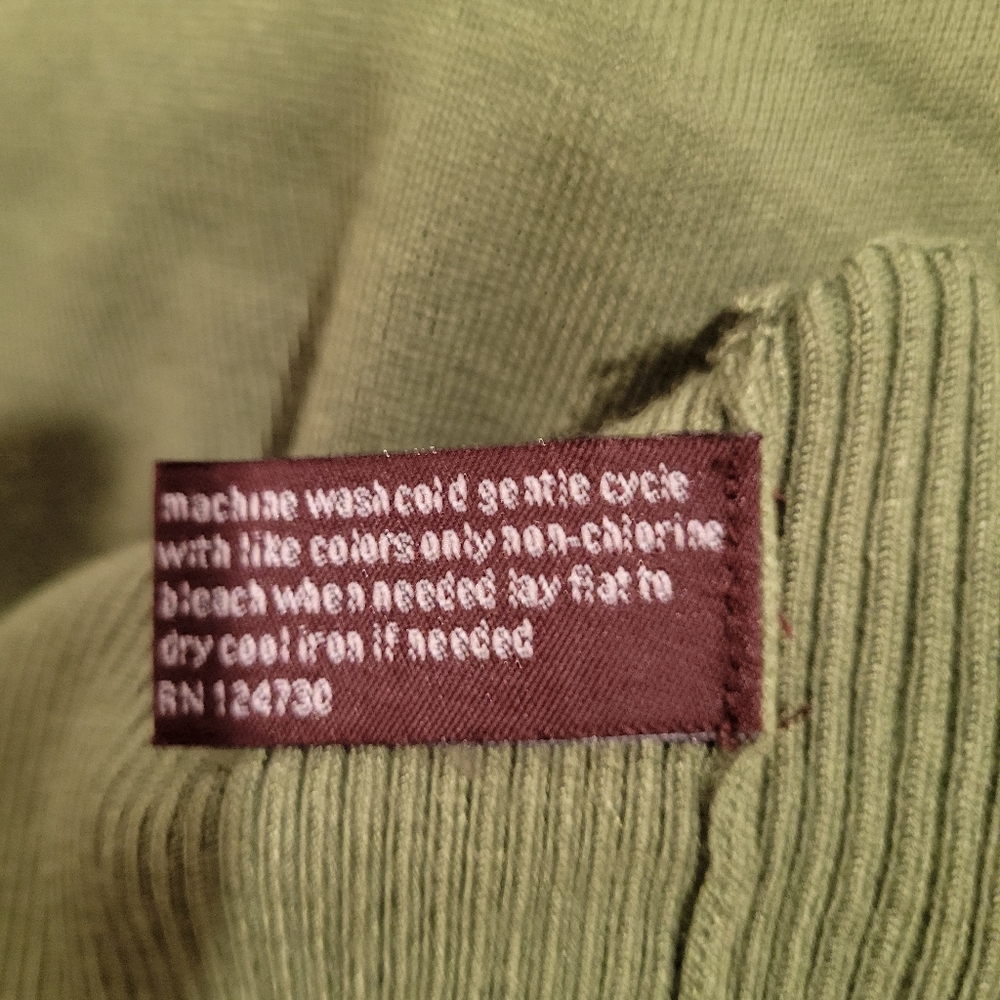 machine wash cold gentle cycle
with like colors only non-chlorine
bleach when needed lay flat to
dry cool iron if needed
RN 124730